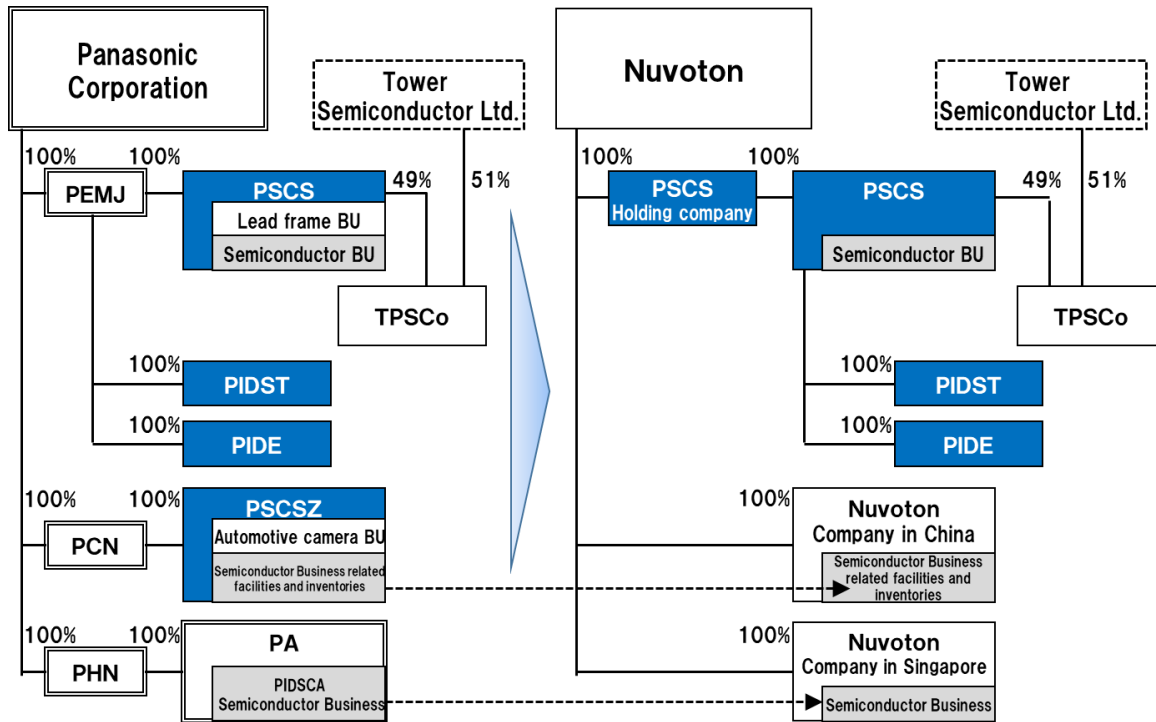 Panasonic
Corporation
Tower
Semiconductor Ltd.
100%
100%
PEMJ
PSCS
Lead frame BU
Semiconductor BU
49%
51%
TPSCo
100%
PIDST
100%
PIDE
100%
100%
PCN
PSCSZ
Automotive camera BU
Semiconductor Business related
facilities and inventories
100%
100%
PHN
PA
PIDSCA
Semiconductor Business
Nuvoton
Tower
Semiconductor Ltd.
100%
100%
PSCS
Holding company
PSCS
Semiconductor BU
49%
51%
TPSCo
100%
PIDST
100%
PIDE
100%
Nuvoton
Company in China
Semiconductor Business
related facilities and
inventories
100%
Nuvoton
Company in Singapore
Semiconductor Business